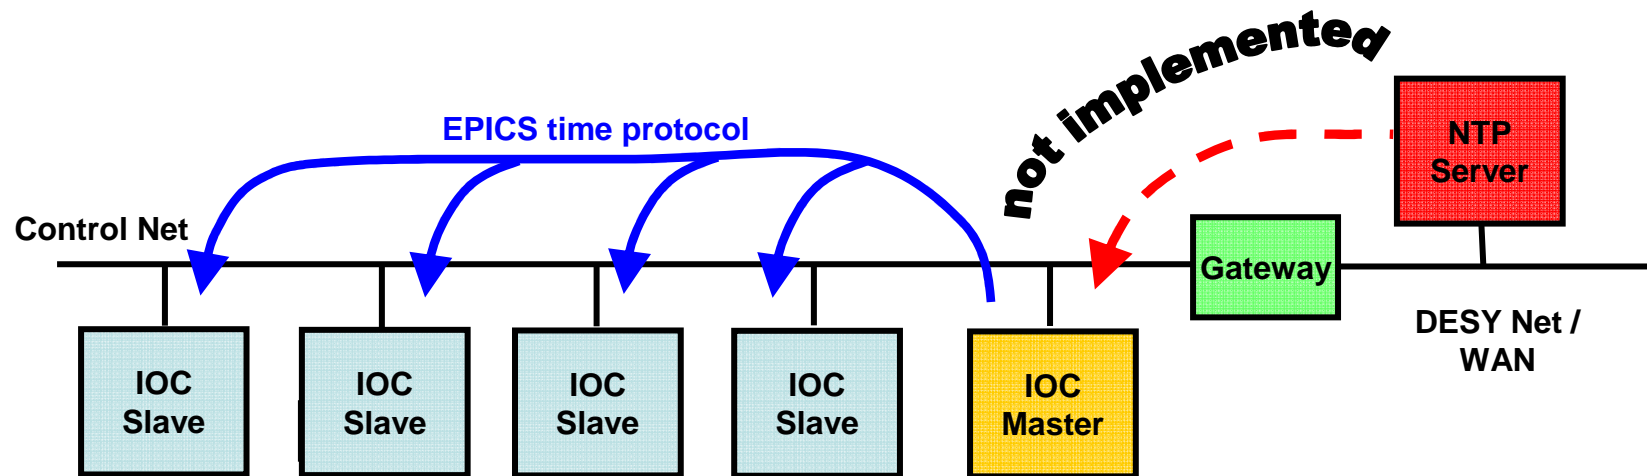 not implemented
EPICS time protocol
NTP
Server
Control Net
Gateway
DESY Net /
WAN
IOC
Slave
IOC
Slave
IOC
Slave
IOC
Slave
IOC
Master